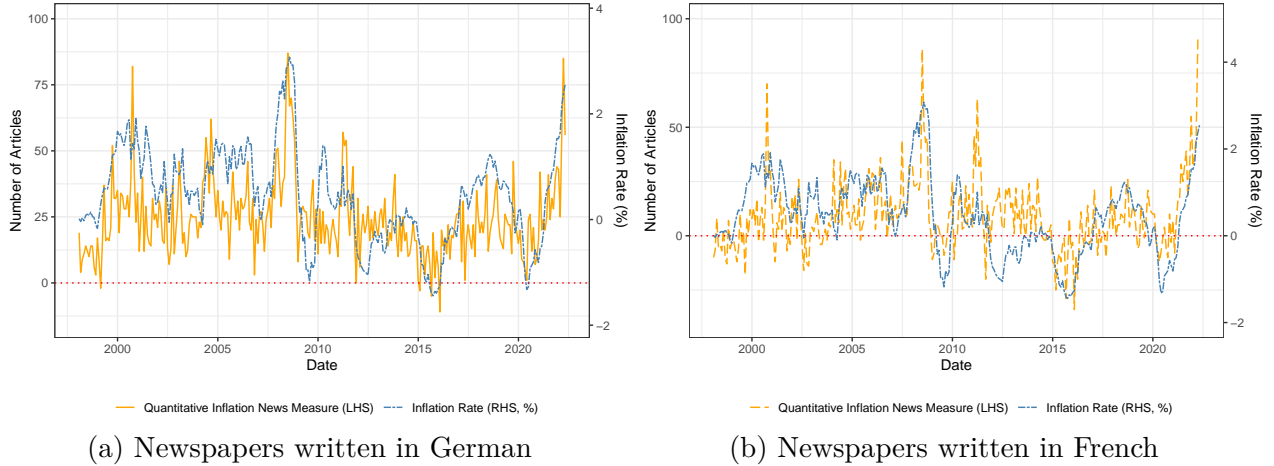 100
75
50
25
0
Number of Articles
4
2
0
−2
Inflation Rate (%)
2000 2005 2010 2015 2020
Date
Quantitative Inflation News Measure (LHS) Inflation Rate (RHS, %)
(a) Newspapers written in German
100
50
0
Number of Articles
4
2
0
−2
Inflation Rate (%)
2000 2005 2010 2015 2020
Date
Quantitative Inflation News Measure (LHS) Inflation Rate (RHS, %)
(b) Newspapers written in French